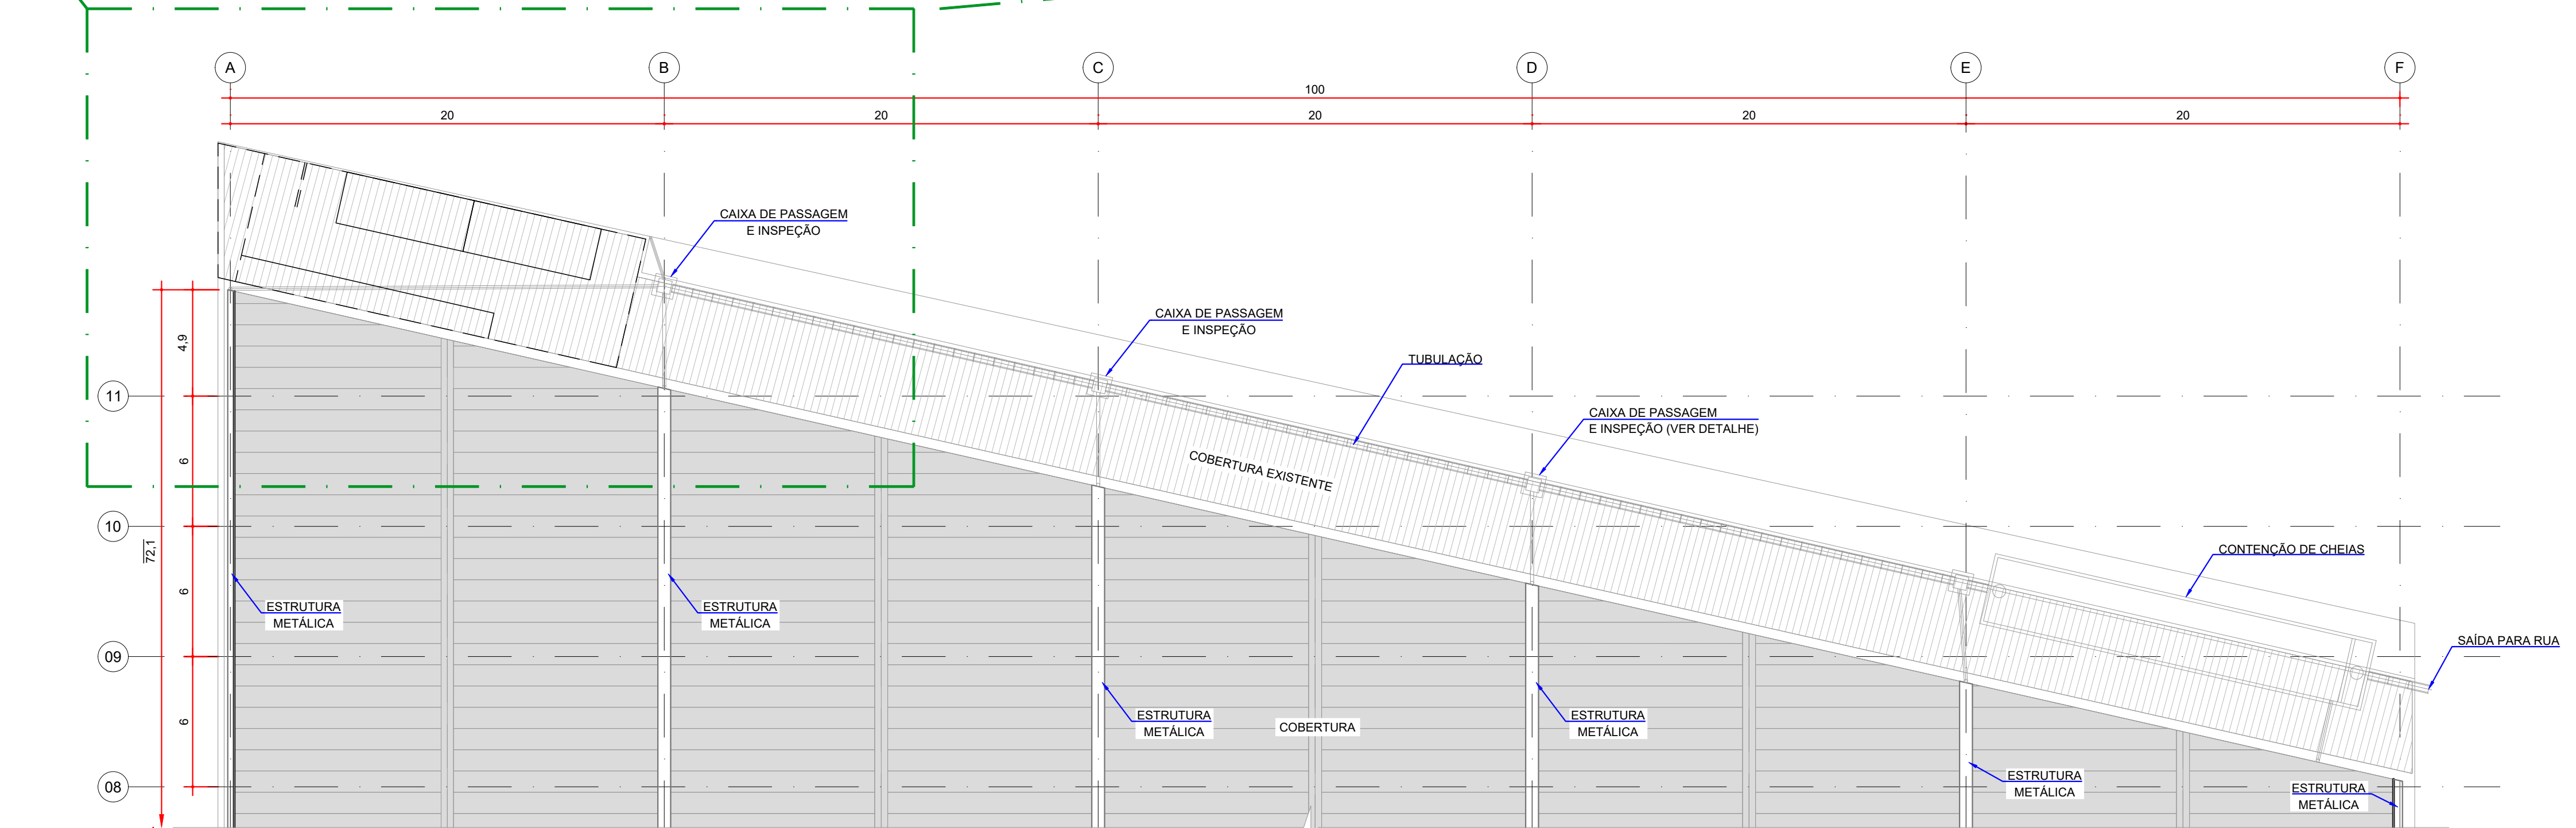 A
B
C
D
E
F
100
20
20
20
20
20
CAIXA DE PASSAGEM
E INSPEÇÃO
CAIXA DE PASSAGEM
E INSPEÇÃO
4,9
TUBULAÇÃO
11
CAIXA DE PASSAGEM
E INSPEÇÃO (VER DETALHE)
6
COBERTURA EXISTENTE
10
72,1
CONTENÇÃO DE CHEIAS
6
ESTRUTURA
METÁLICA
ESTRUTURA
METÁLICA
09
SAÍDA PARA RUA
6
ESTRUTURA
METÁLICA
COBERTURA
ESTRUTURA
METÁLICA
08
ESTRUTURA
METÁLICA
ESTRUTURA
METÁLICA